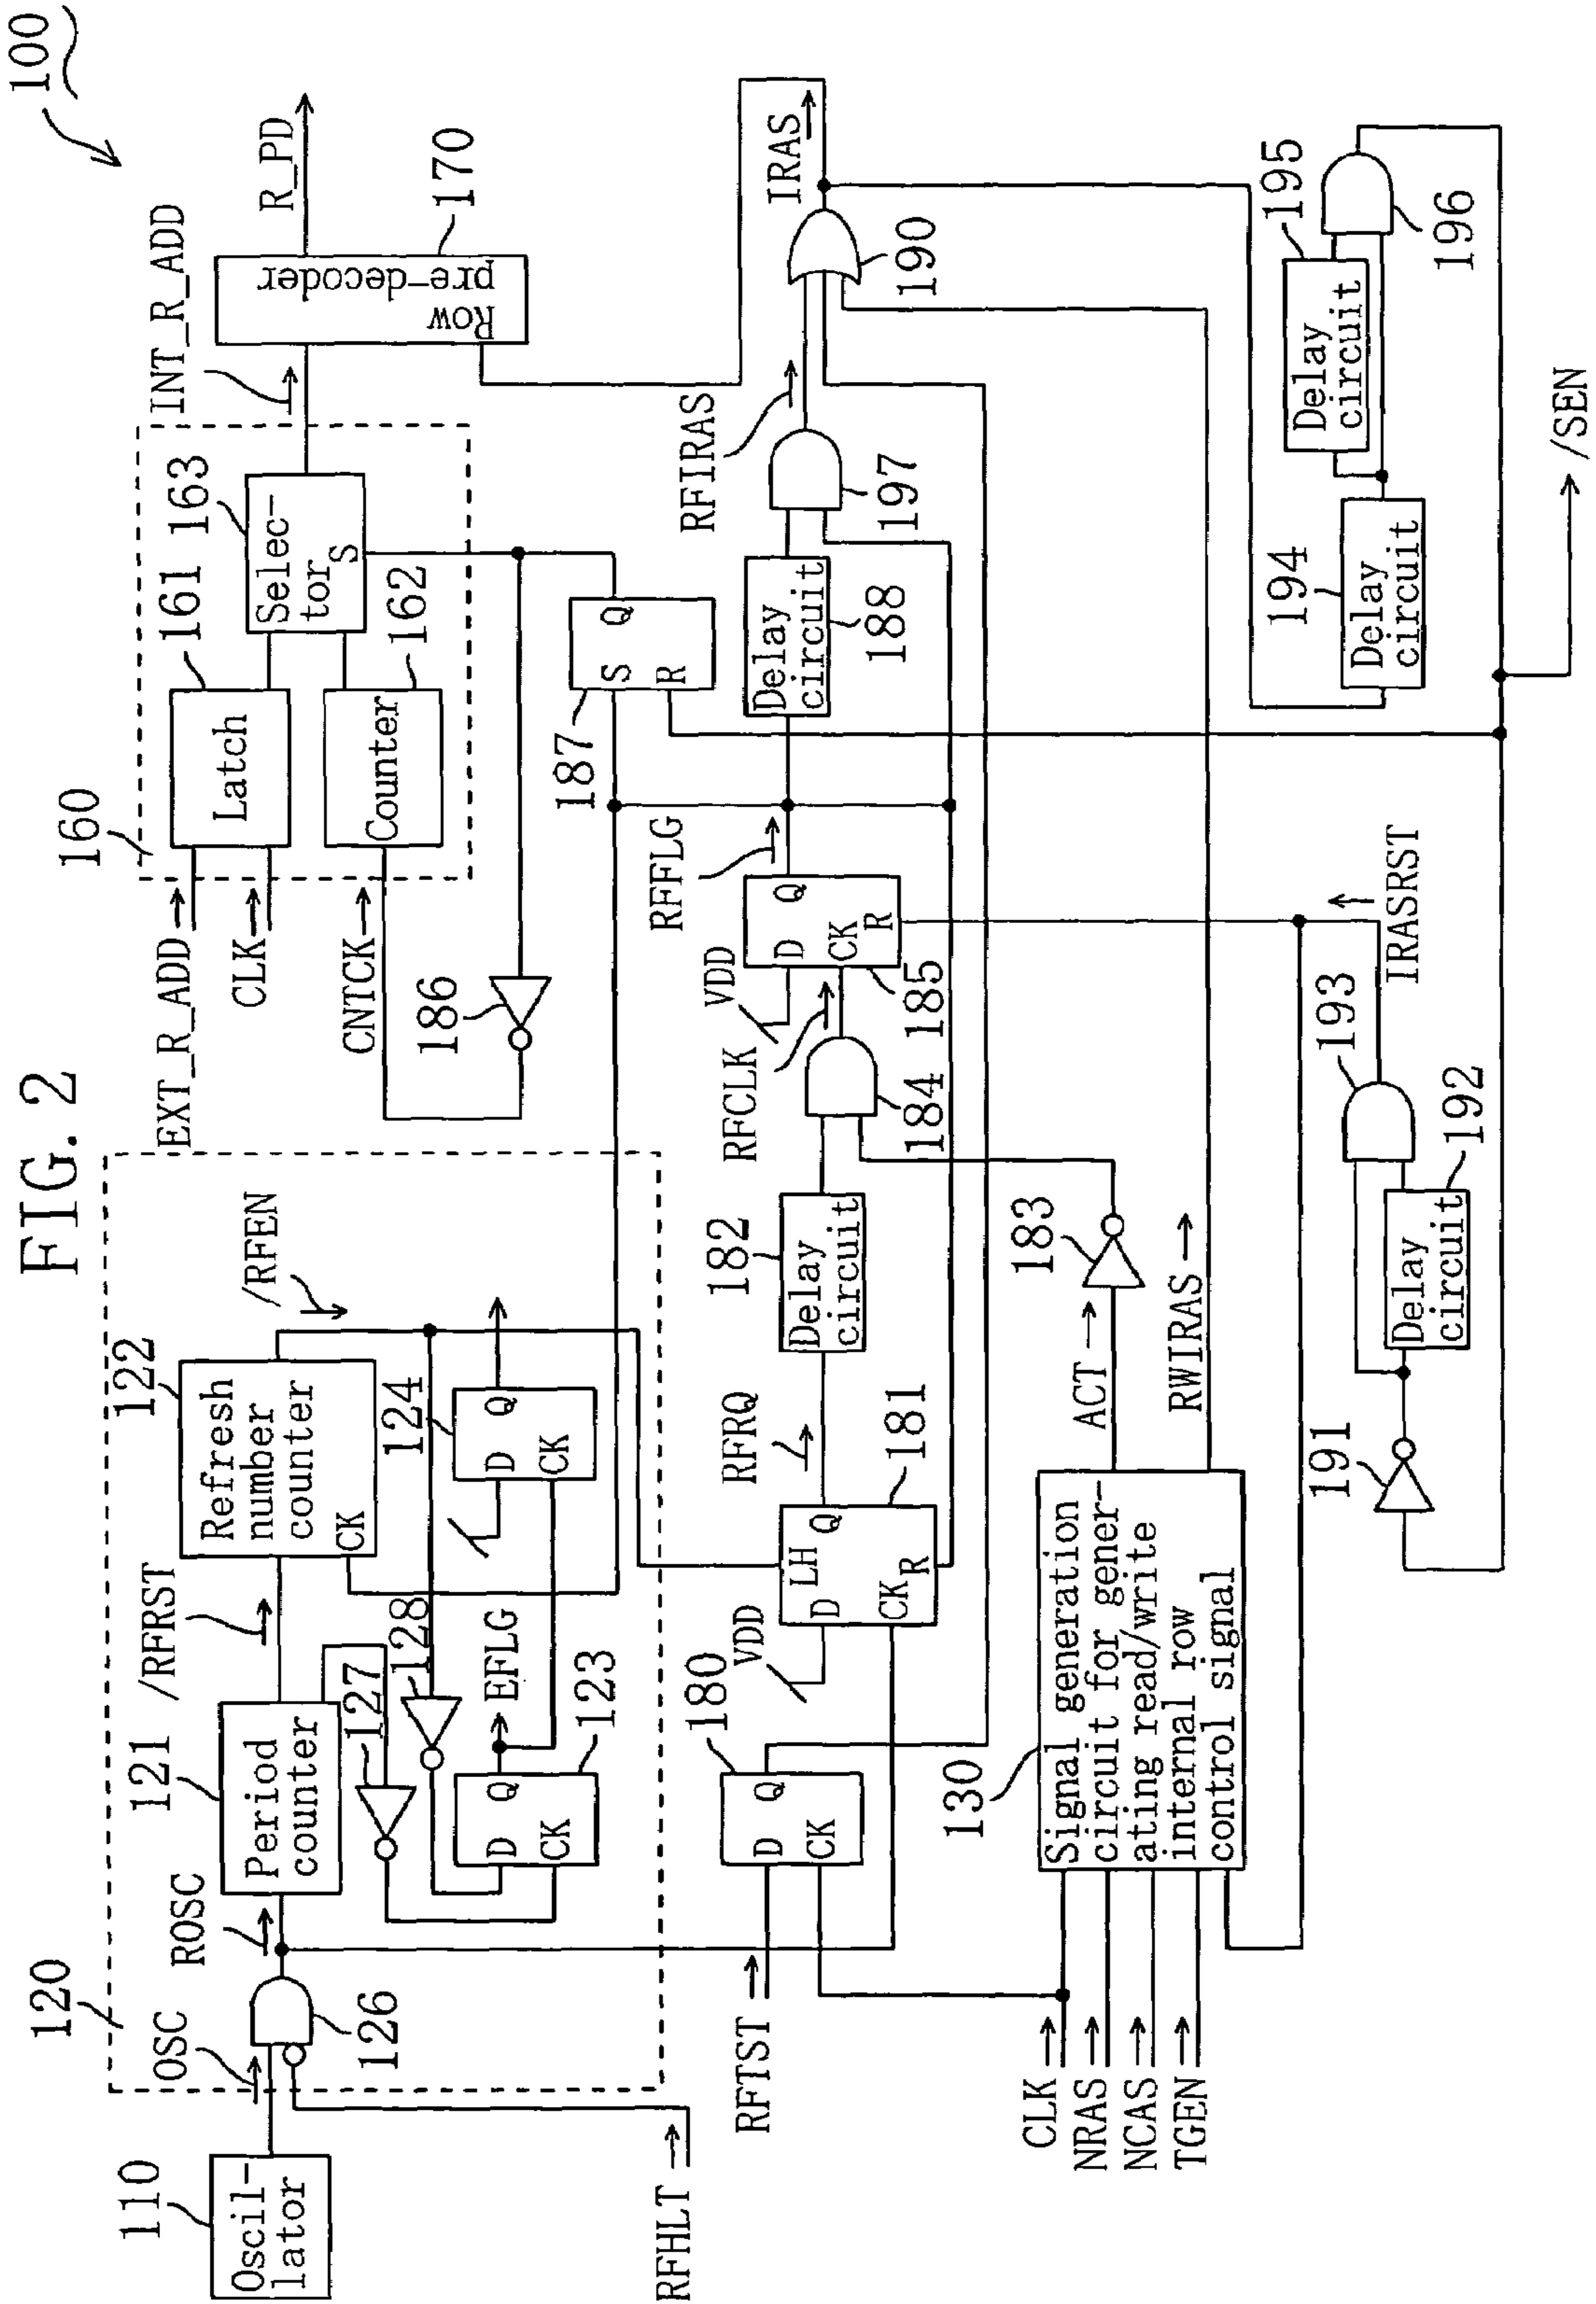 FIG. 2
100
120
110
Oscil-
lator
OSC
126
ROSC
121
Period
counter
/RFRST
122
Refresh
number
counter
CK
/RFEN
127
128
EFLG
123
D
Q
CK
124
D
Q
CK
RFHLT
160
EXT_R_ADD
CLK
CNTCK
161
Latch
162
Counter
163
Selec-
tor
S
INT_R_ADD
170
Row
pre-decoder
R_PD
186
187
S
Q
R
RFTST
180
D
Q
CK
VDD
181
D
LH
Q
CK
R
RFRQ
182
Delay
circuit
184
RFCLK
VDD
185
D
Q
CK
R
RFFLG
188
Delay
circuit
197
RFIRAS
190
IRAS
CLK
NRAS
NCAS
TGEN
130
Signal generation
circuit for gener-
ating read/write
internal row
control signal
ACT
183
RWIRAS
191
192
Delay
circuit
193
IRASRST
194
Delay
circuit
195
Delay
circuit
196
/SEN